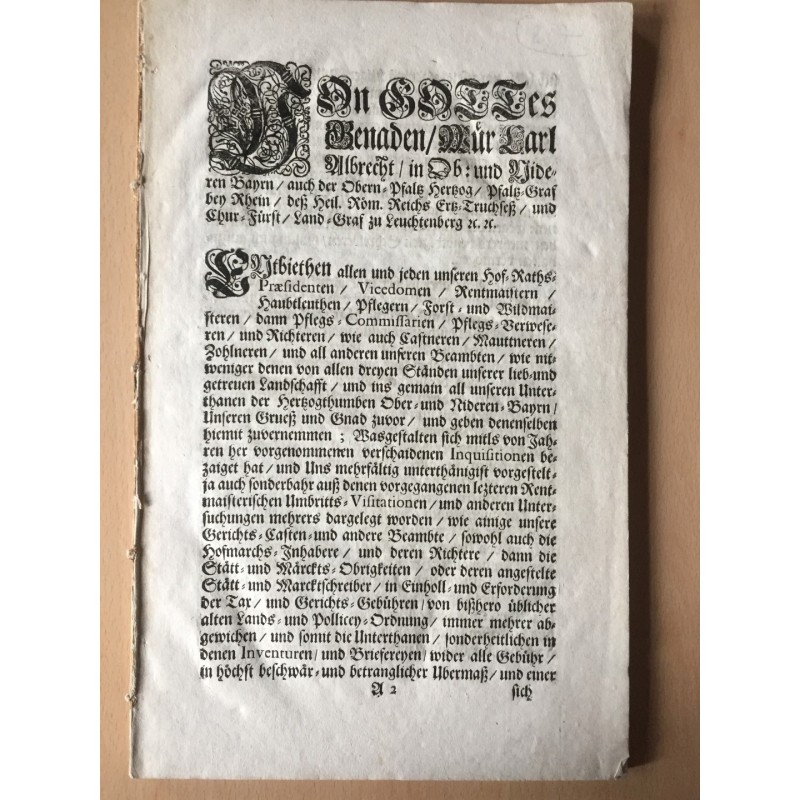 VOn GOTTes
Genaden/ Wür Carl
Albrecht/ in Ob: und Nide-
ren Bayrn/ auch der Obern-Pfaltz Hertzog/ Pfaltz-Graf
bey Rhein/ deß Heil. Röm. Reichs Ertz-Truchseß/ und
Chur-Fürst/ Land-Graf zu Leuchtenberg ꝛc. ꝛc.
ENtbiethen allen und jeden unseren Hof-Raths-
Præsidenten/ Vicedomen/ Rentmaistern/
Haubtleuthen/ Pflegern/ Forst- und Wildmai-
steren/ dann Pflegs-Commissarien/ Pflegs-Verwese-
ren/ und Richteren/ wie auch Castneren/ Mauttneren/
Zohlneren/ und all anderen unseren Beambten/ wie nit-
weniger denen von allen dreyen Ständen unserer lieb-und
getreuen Landschafft/ und ins gemain all unseren Unter-
thanen der Hertzogthumben Ober-und Nideren-Bayrn/
Unseren Grueß und Gnad zuvor/ und geben denenselben
hiemit zuvernemmen; Wasgestalten sich mitls von Jah-
ren her vorgenommenen verschaidenen Inquisitionen be-
zaiget hat/ und Uns mehrfältig unterthänigist vorgestelt-
ja auch sonderbahr auß denen vorgegangenen lezteren Rent-
maisterischen Umbritts-Visitationen/ und anderen Unter-
suchungen mehrers dargelegt worden/ wie ainige unsere
Gerichts-Casten-und andere Beambte/ sowohl auch die
Hofmarchs-Inhabere/ und deren Richtere/ dann die
Stätt-und Märckts-Obrigkeiten/ oder deren angestelte
Stätt-und Marcktschreiber/ in Einholl-und Erforderung
der Tax/ und Gerichts-Gebühren/ von bißhero üblicher
alten Lands-und Pollicey-Ordnung/ immer mehrer ab-
gewichen/ und sonnt die Unterthanen/ sonderheitlichen in
denen Inventuren/ und Briefereyen/ wider alle Gebühr/
in höchst beschwär-und betranglicher Ubermaß/ und einer
A 2 sich